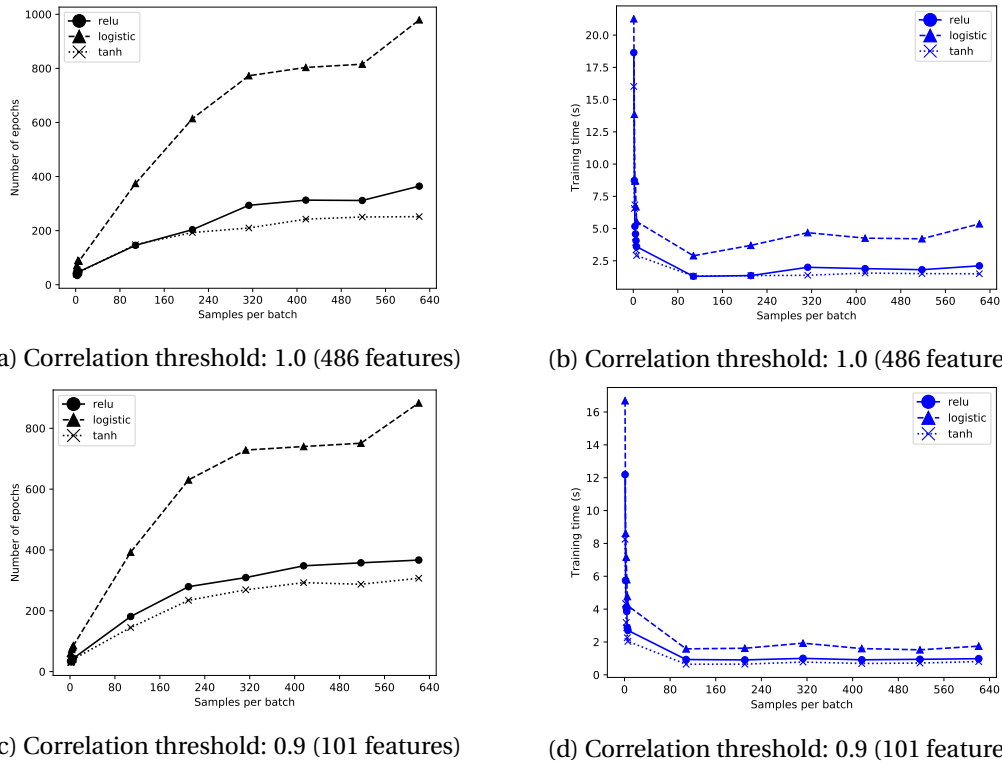 1000
800
600
400
200
0
Number of epochs
relu
logistic
tanh
0 80 160 240 320 400 480 560 640
Samples per batch
20.0
17.5
15.0
12.5
10.0
7.5
5.0
2.5
Training time (s)
relu
logistic
tanh
0 80 160 240 320 400 480 560 640
Samples per batch
a) Correlation threshold: 1.0 (486 features)
(b) Correlation threshold: 1.0 (486 feature
800
600
400
200
0
Number of epochs
relu
logistic
tanh
0 80 160 240 320 400 480 560 640
Samples per batch
16
14
12
10
8
6
4
2
0
Training time (s)
relu
logistic
tanh
0 80 160 240 320 400 480 560 640
Samples per batch
c) Correlation threshold: 0.9 (101 features)
(d) Correlation threshold: 0.9 (101 feature